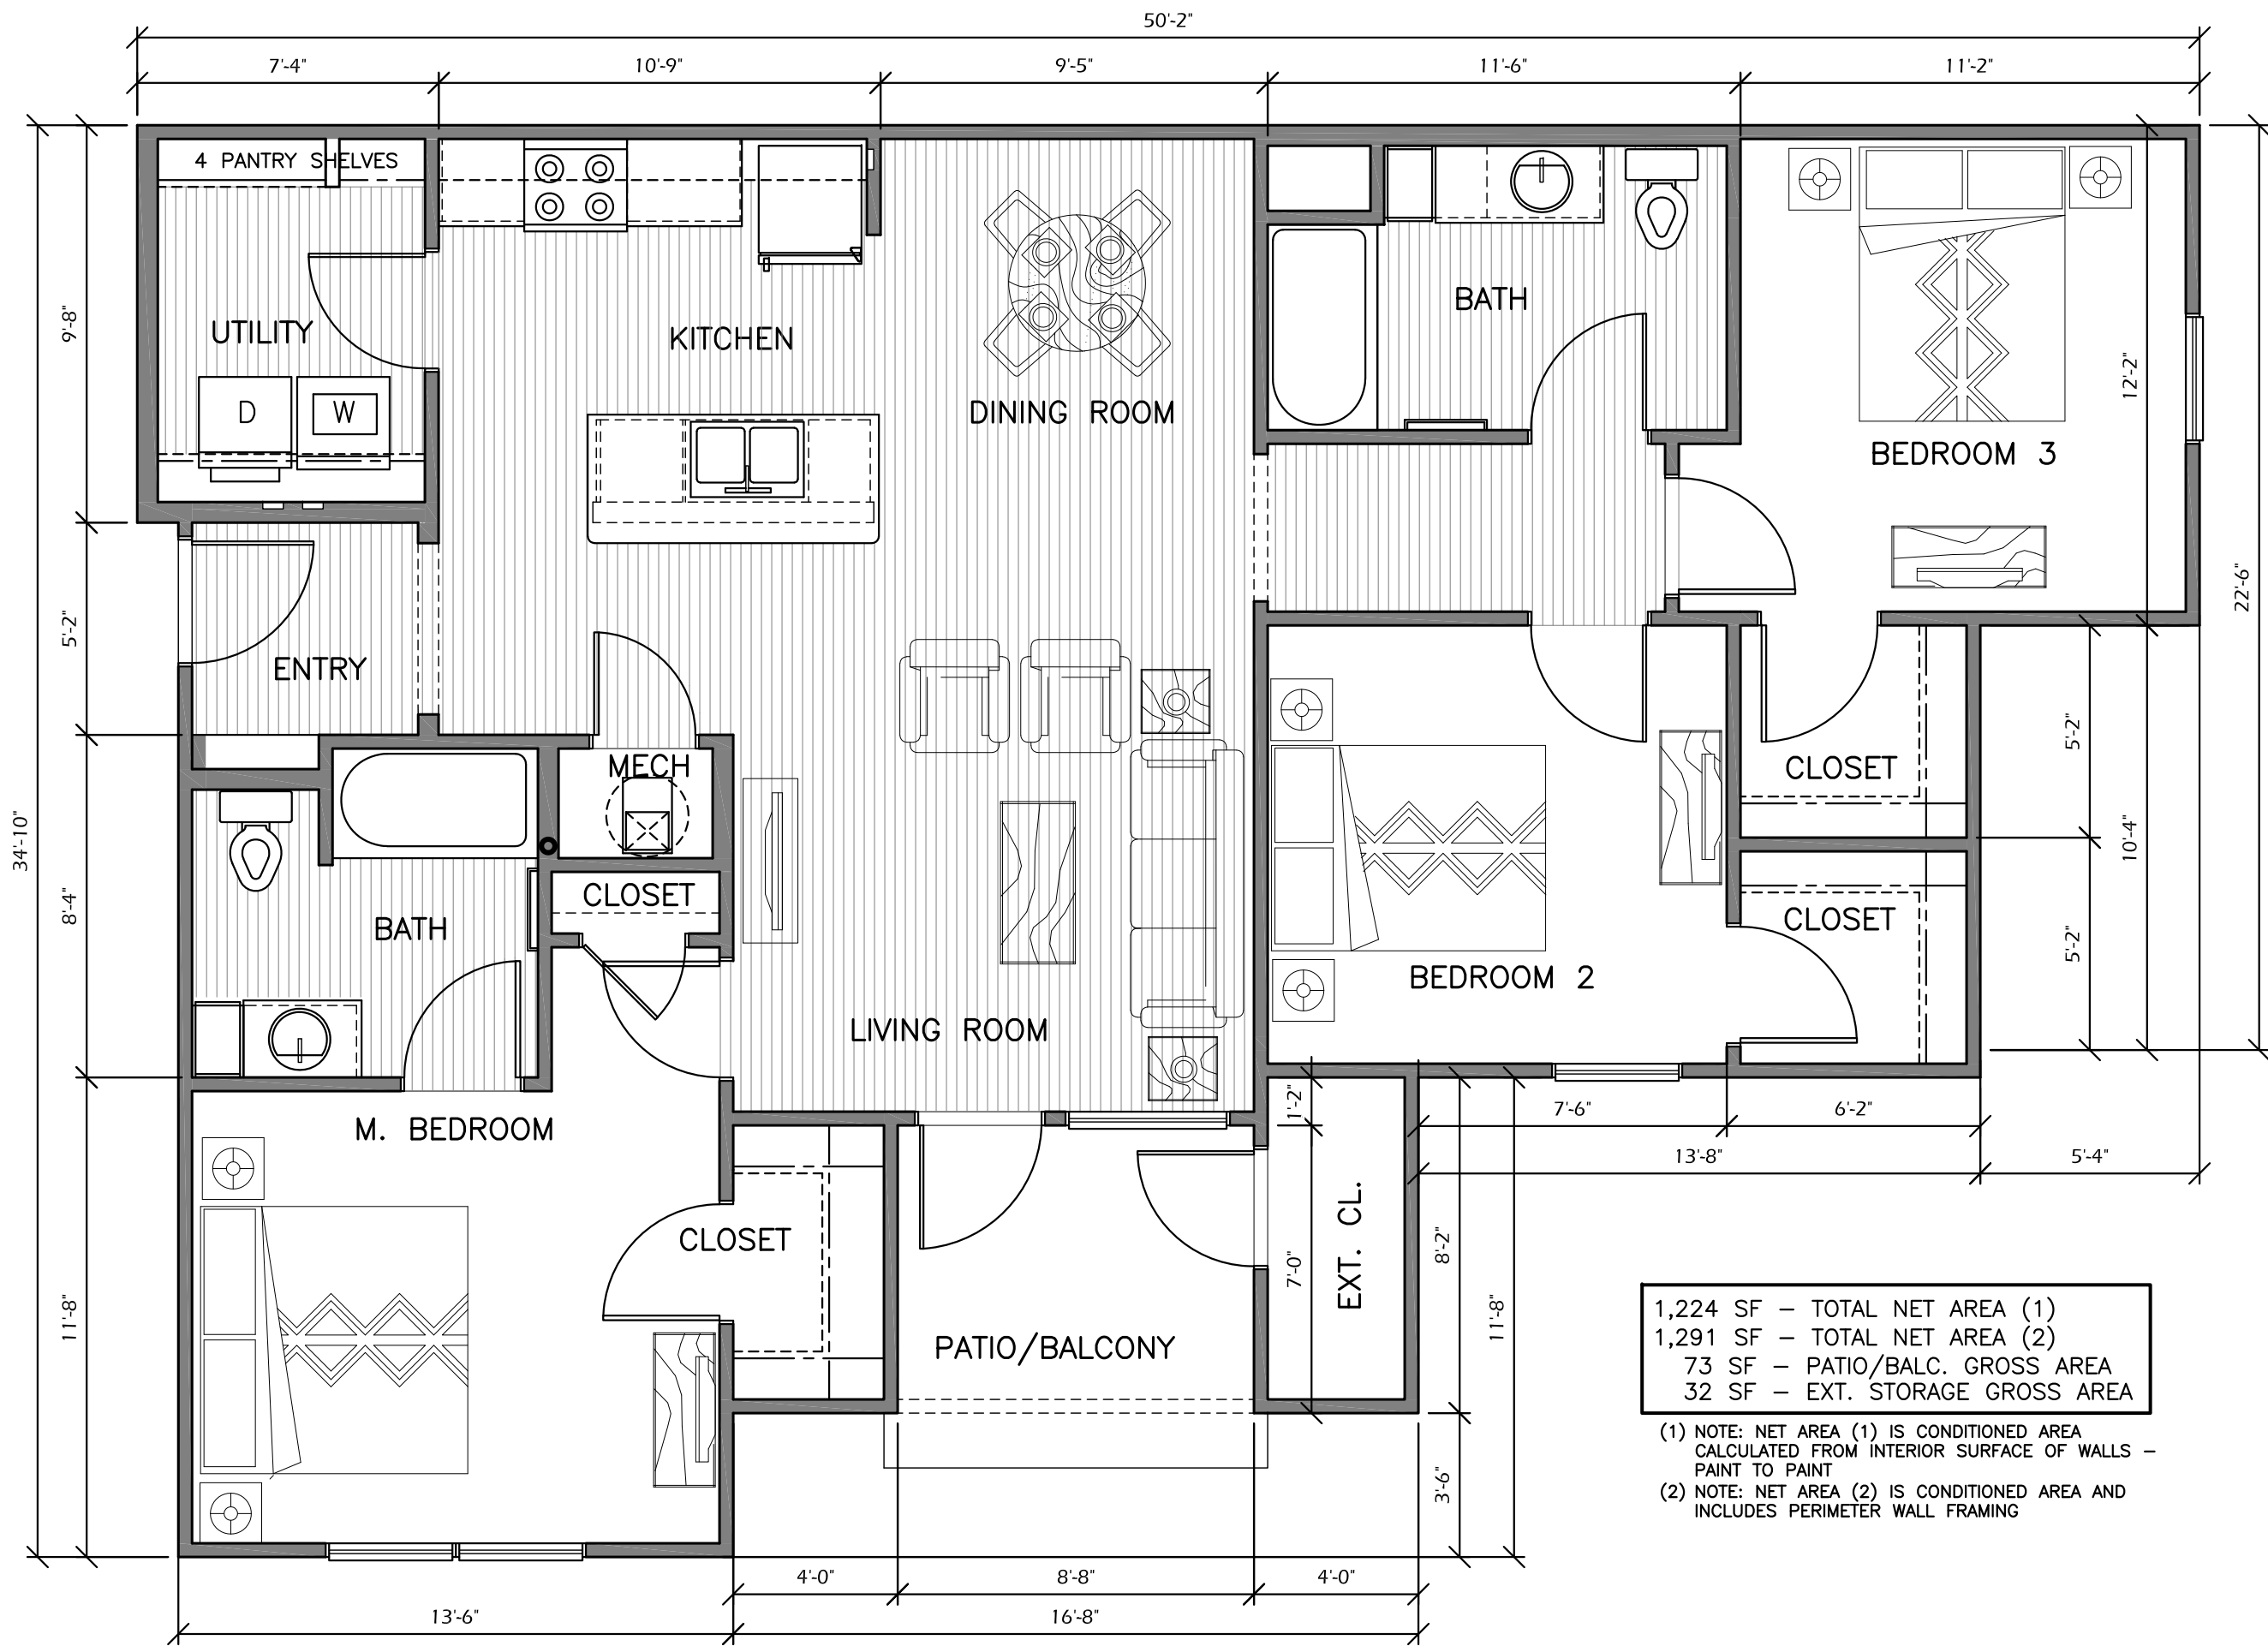 50'-2"
7'-4"
10'-9"
9'-5"
11'-6"
11'-2"
4 PANTRY SHELVES
UTILITY
D
W
KITCHEN
DINING ROOM
BATH
BEDROOM 3
9'-8"
12'-2"
22'-6"
5'-2"
ENTRY
MECH
CLOSET
5'-2"
34'-10"
8'-4"
BATH
CLOSET
CLOSET
10'-4"
5'-2"
BEDROOM 2
LIVING ROOM
M. BEDROOM
1'-2"
7'-6"
6'-2"
13'-8"
5'-4"
CLOSET
EXT. CL.
7'-0"
8'-2"
11'-8"
11'-8"
PATIO/BALCONY
3'-6"
1,224 SF – TOTAL NET AREA (1)
1,291 SF – TOTAL NET AREA (2)
73 SF – PATIO/BALC. GROSS AREA
32 SF – EXT. STORAGE GROSS AREA
(1) NOTE: NET AREA (1) IS CONDITIONED AREA
CALCULATED FROM INTERIOR SURFACE OF WALLS –
PAINT TO PAINT
(2) NOTE: NET AREA (2) IS CONDITIONED AREA AND
INCLUDES PERIMETER WALL FRAMING
4'-0"
8'-8"
4'-0"
13'-6"
16'-8"